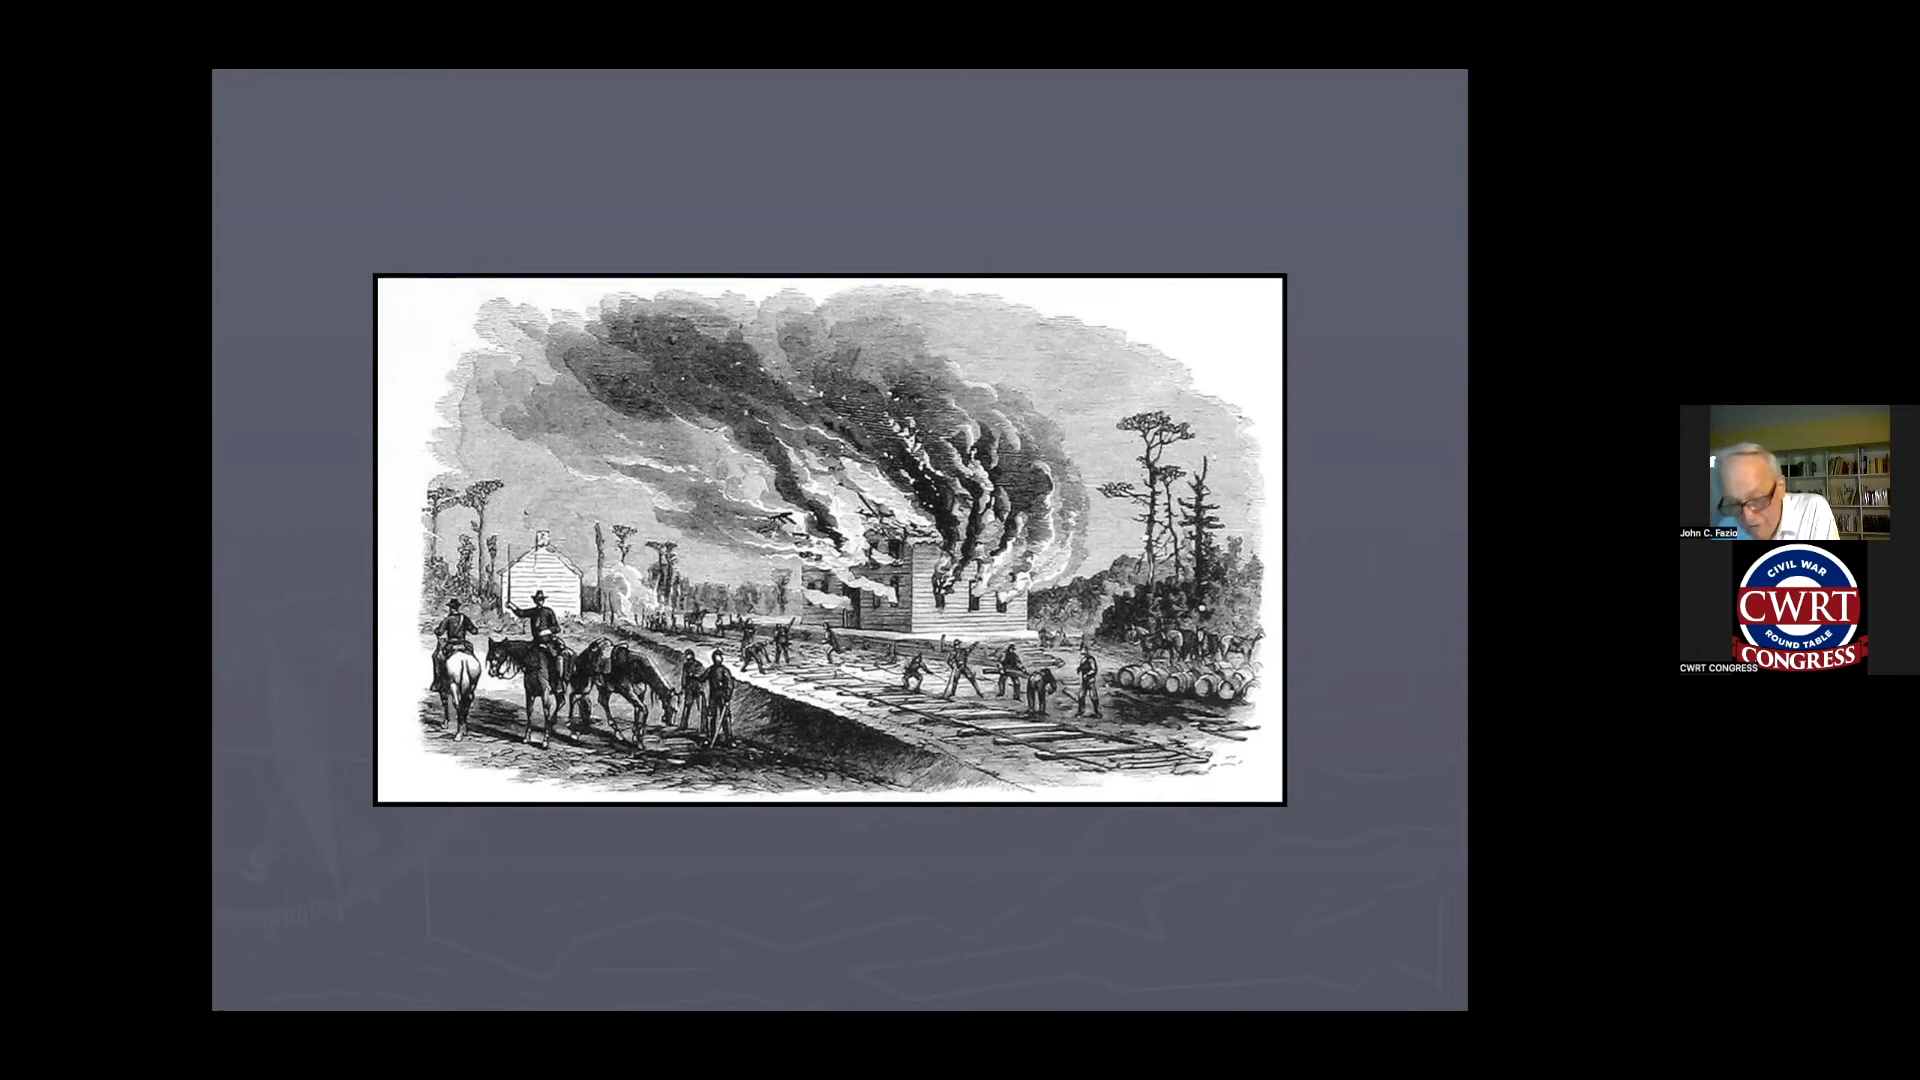 John C. Fazio
CIVIL WAR
CWRT
ROUND TABLE
CONGRESS
CWRT CONGRESS